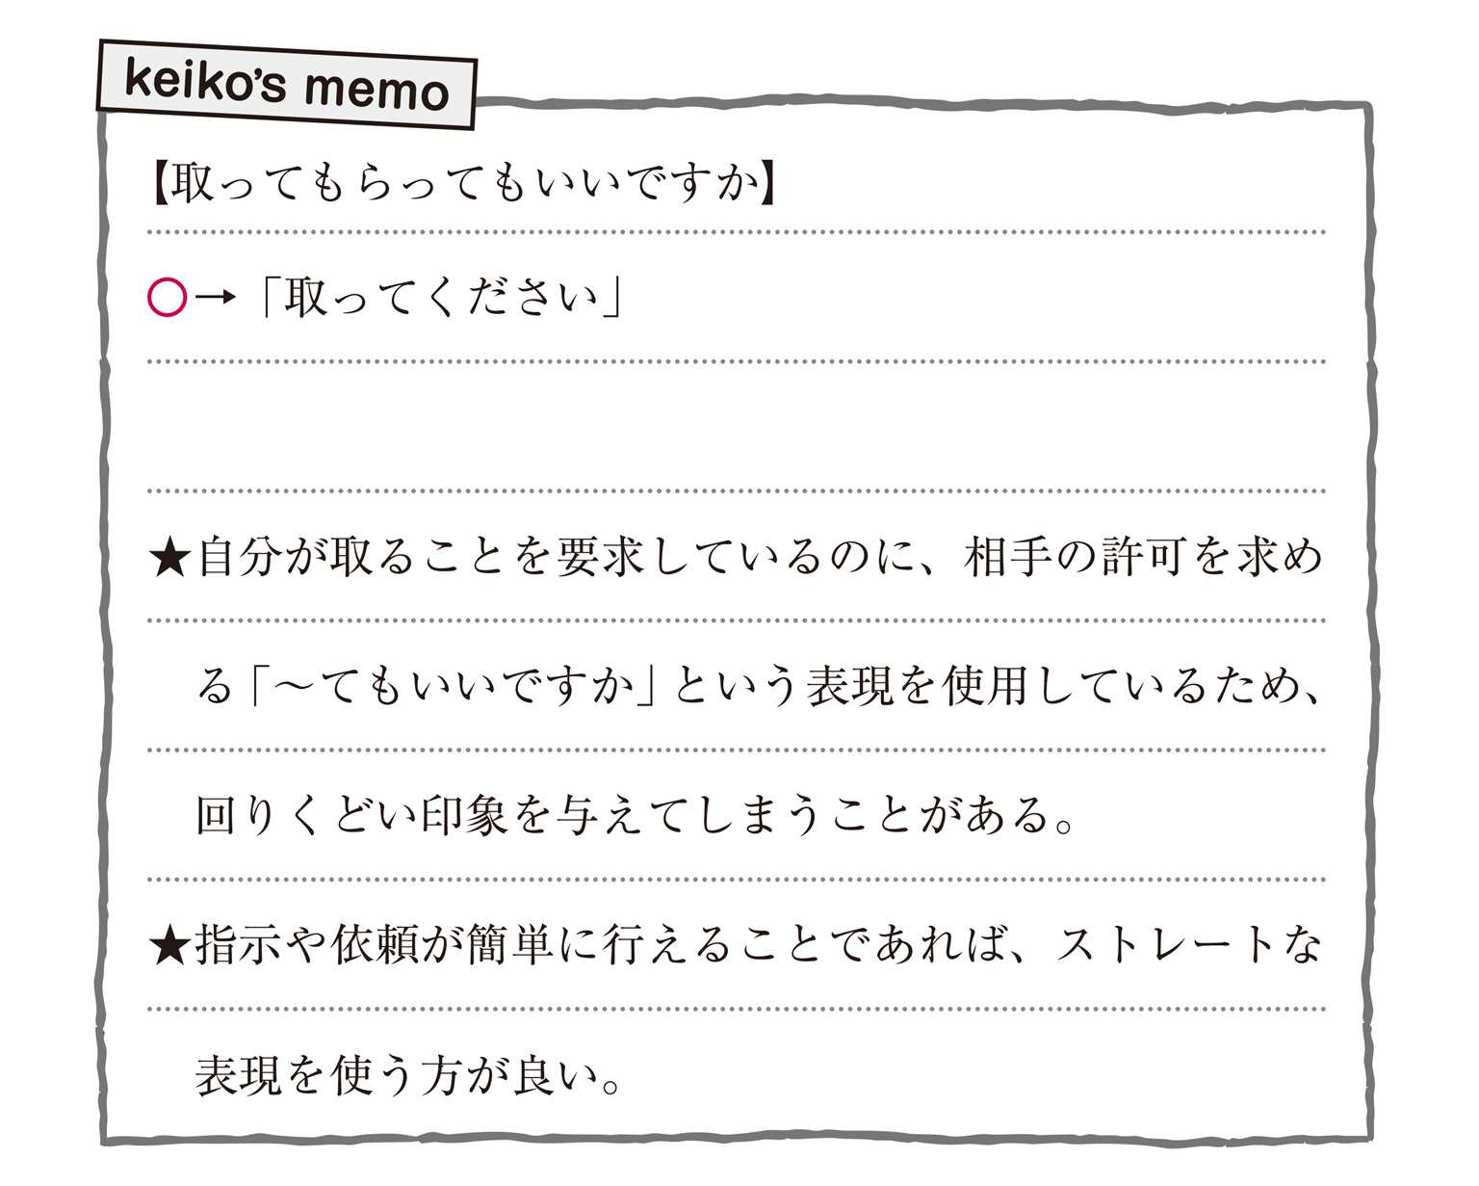 keiko's memo
【取ってもらってもいいですか】
○→「取ってください」
★自分が取ることを要求しているのに、相手の許可を求め
る「～てもいいですか」という表現を使用しているため、
回りくどい印象を与えてしまうことがある。
★指示や依頼が簡単に行えることであれば、ストレートな
表現を使う方が良い。